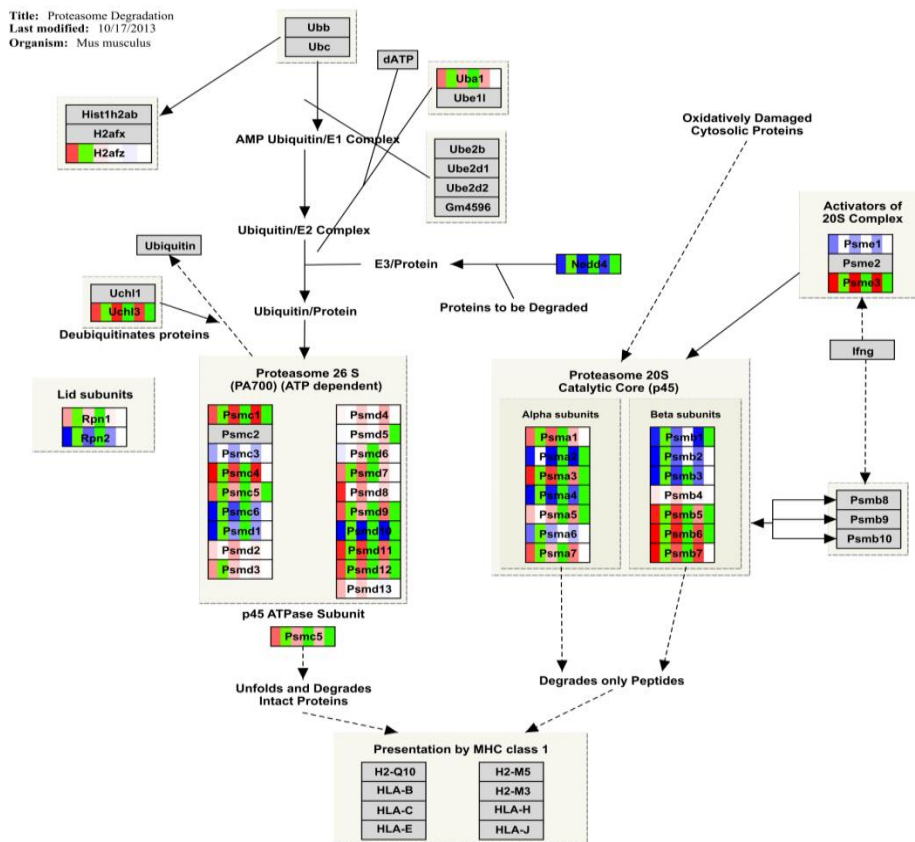 Title: Proteasome Degradation
Last modified: 10/17/2013
Organism: Mus musculus
Ubb
Ubc
dATP
Uba1
Ube1l
Hist1h2ab
H2afx
H2afz
AMP Ubiquitin/E1 Complex
Oxidatively Damaged
Cytosolic Proteins
Ube2b
Ube2d1
Ube2d2
Gm4596
Activators of
20S Complex
Psme1
Psme2
Psme3
Ubiquitin/E2 Complex
Ubiquitin
E3/Protein
Nedd4
Proteins to be Degraded
Uchl1
Uchl3
Deubiquitinates proteins
Ubiquitin/Protein
Ifng
Lid subunits
Rpn1
Rpn2
Proteasome 26 S
(PA700) (ATP dependent)
Psmc1
Psmc2
Psmc3
Psmc4
Psmc5
Psmc6
Psmd1
Psmd2
Psmd3
Psmd4
Psmd5
Psmd6
Psmd7
Psmd8
Psmd9
Psmd10
Psmd11
Psmd12
Psmd13
Proteasome 20S
Catalytic Core (p45)
Alpha subunits
Psma1
Psma2
Psma3
Psma4
Psma5
Psma6
Psma7
Beta subunits
Psmb1
Psmb2
Psmb3
Psmb4
Psmb5
Psmb6
Psmb7
Psmb8
Psmb9
Psmb10
p45 ATPase Subunit
Psmc5
Unfolds and Degrades
Intact Proteins
Degrades only Peptides
Presentation by MHC class 1
H2-Q10
HLA-B
HLA-C
HLA-E
H2-M5
H2-M3
HLA-H
HLA-J